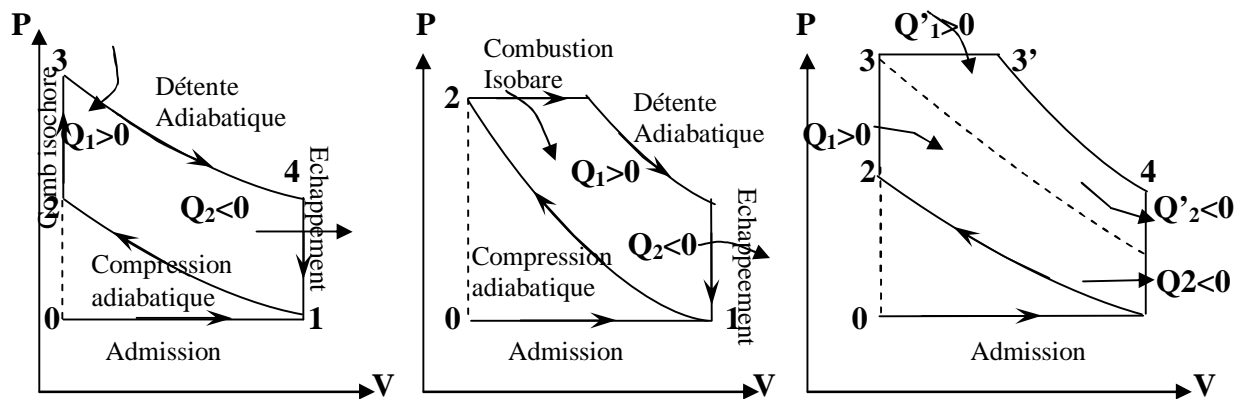 P
3
Comb isochore
Détente
Adiabatique
Q₁>0
2
4
Q₂<0
Echappement
Compression
adiabatique
0
1
Admission
V
P
Combustion
Isobare
2
Détente
Adiabatique
Q₁>0
Q₂<0
Echappeement
Compression
adiabatique
0
1
Admission
V
P
Q’₁>0
3
3’
Q₁>0
2
4
Q’₂<0
Q2<0
0
Admission
V